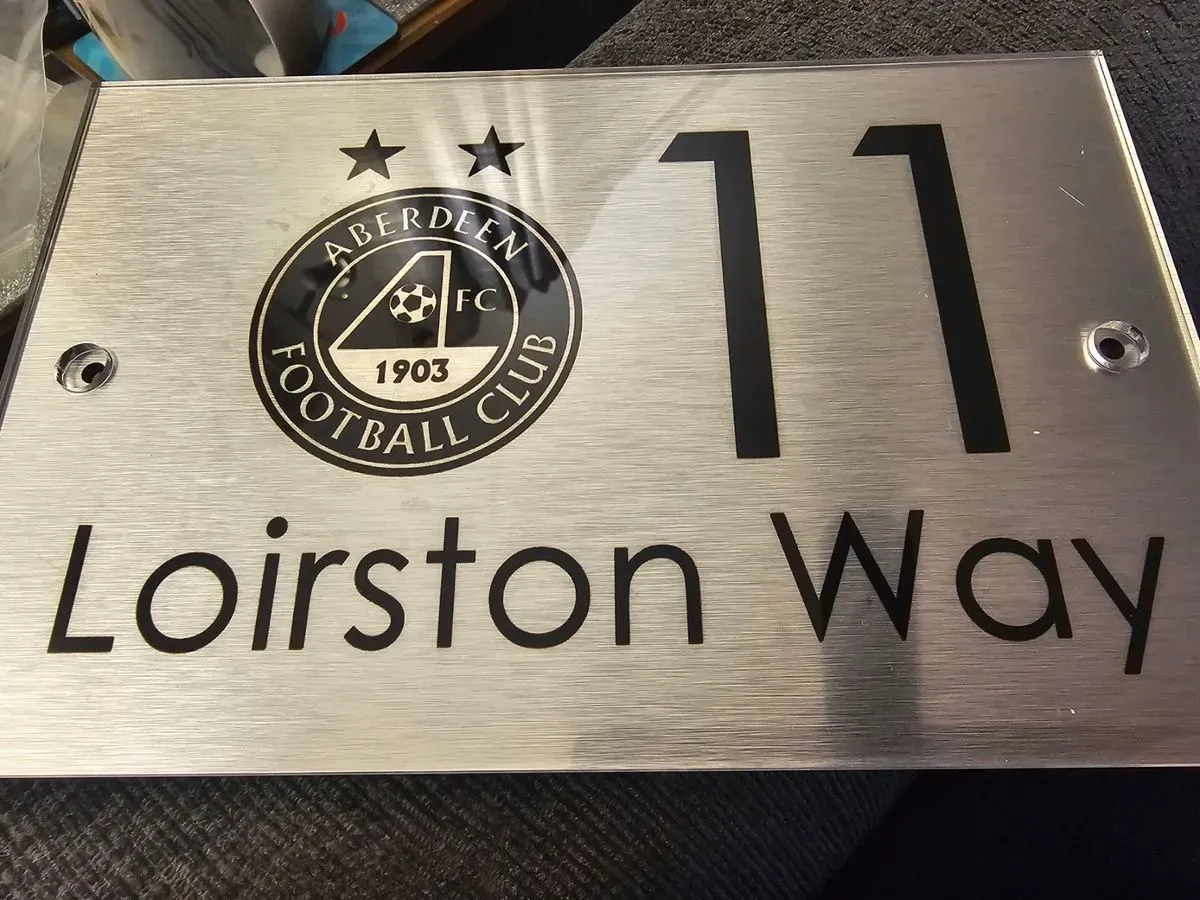 11
ABERDEEN
FC
1903
FOOTBALL CLUB
Loirston Way